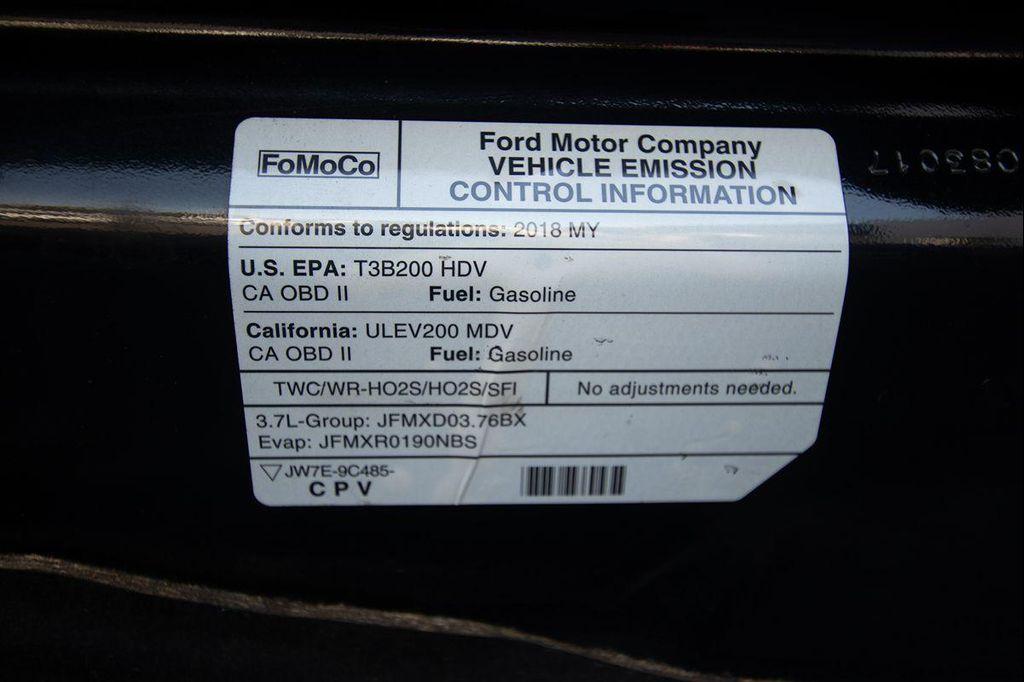 FoMoCo
Ford Motor Company
VEHICLE EMISSION
CONTROL INFORMATION
Conforms to regulations: 2018 MY
U.S. EPA: T3B200 HDV
CA OBD II Fuel: Gasoline
California: ULEV200 MDV
CA OBD II Fuel: Gasoline
TWC/WR-HO2S/HO2S/SFI No adjustments needed.
3.7L-Group: JFMXD03.76BX
Evap: JFMXR0190NBS
JW7E-9C485-
C P V